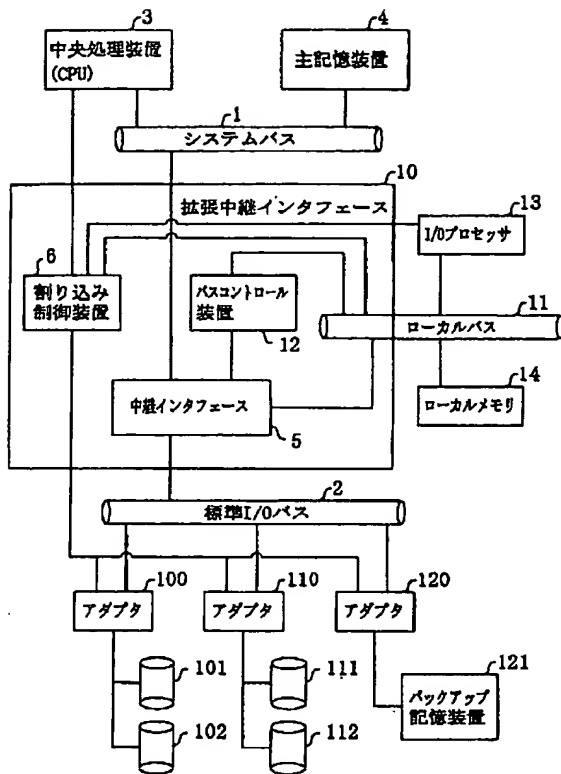 3
中央処理装置
(CPU)
4
主記憶装置
1
システムバス
10
拡張中継インタフェース
13
I/Oプロセッサ
6
割り込み
制御装置
バスコントロール
装置
12
11
ローカルバス
14
ローカルメモリ
中継インタフェース
5
2
標準I/Oバス
100
アダプタ
110
アダプタ
120
アダプタ
101
102
111
112
121
バックアップ
記憶装置